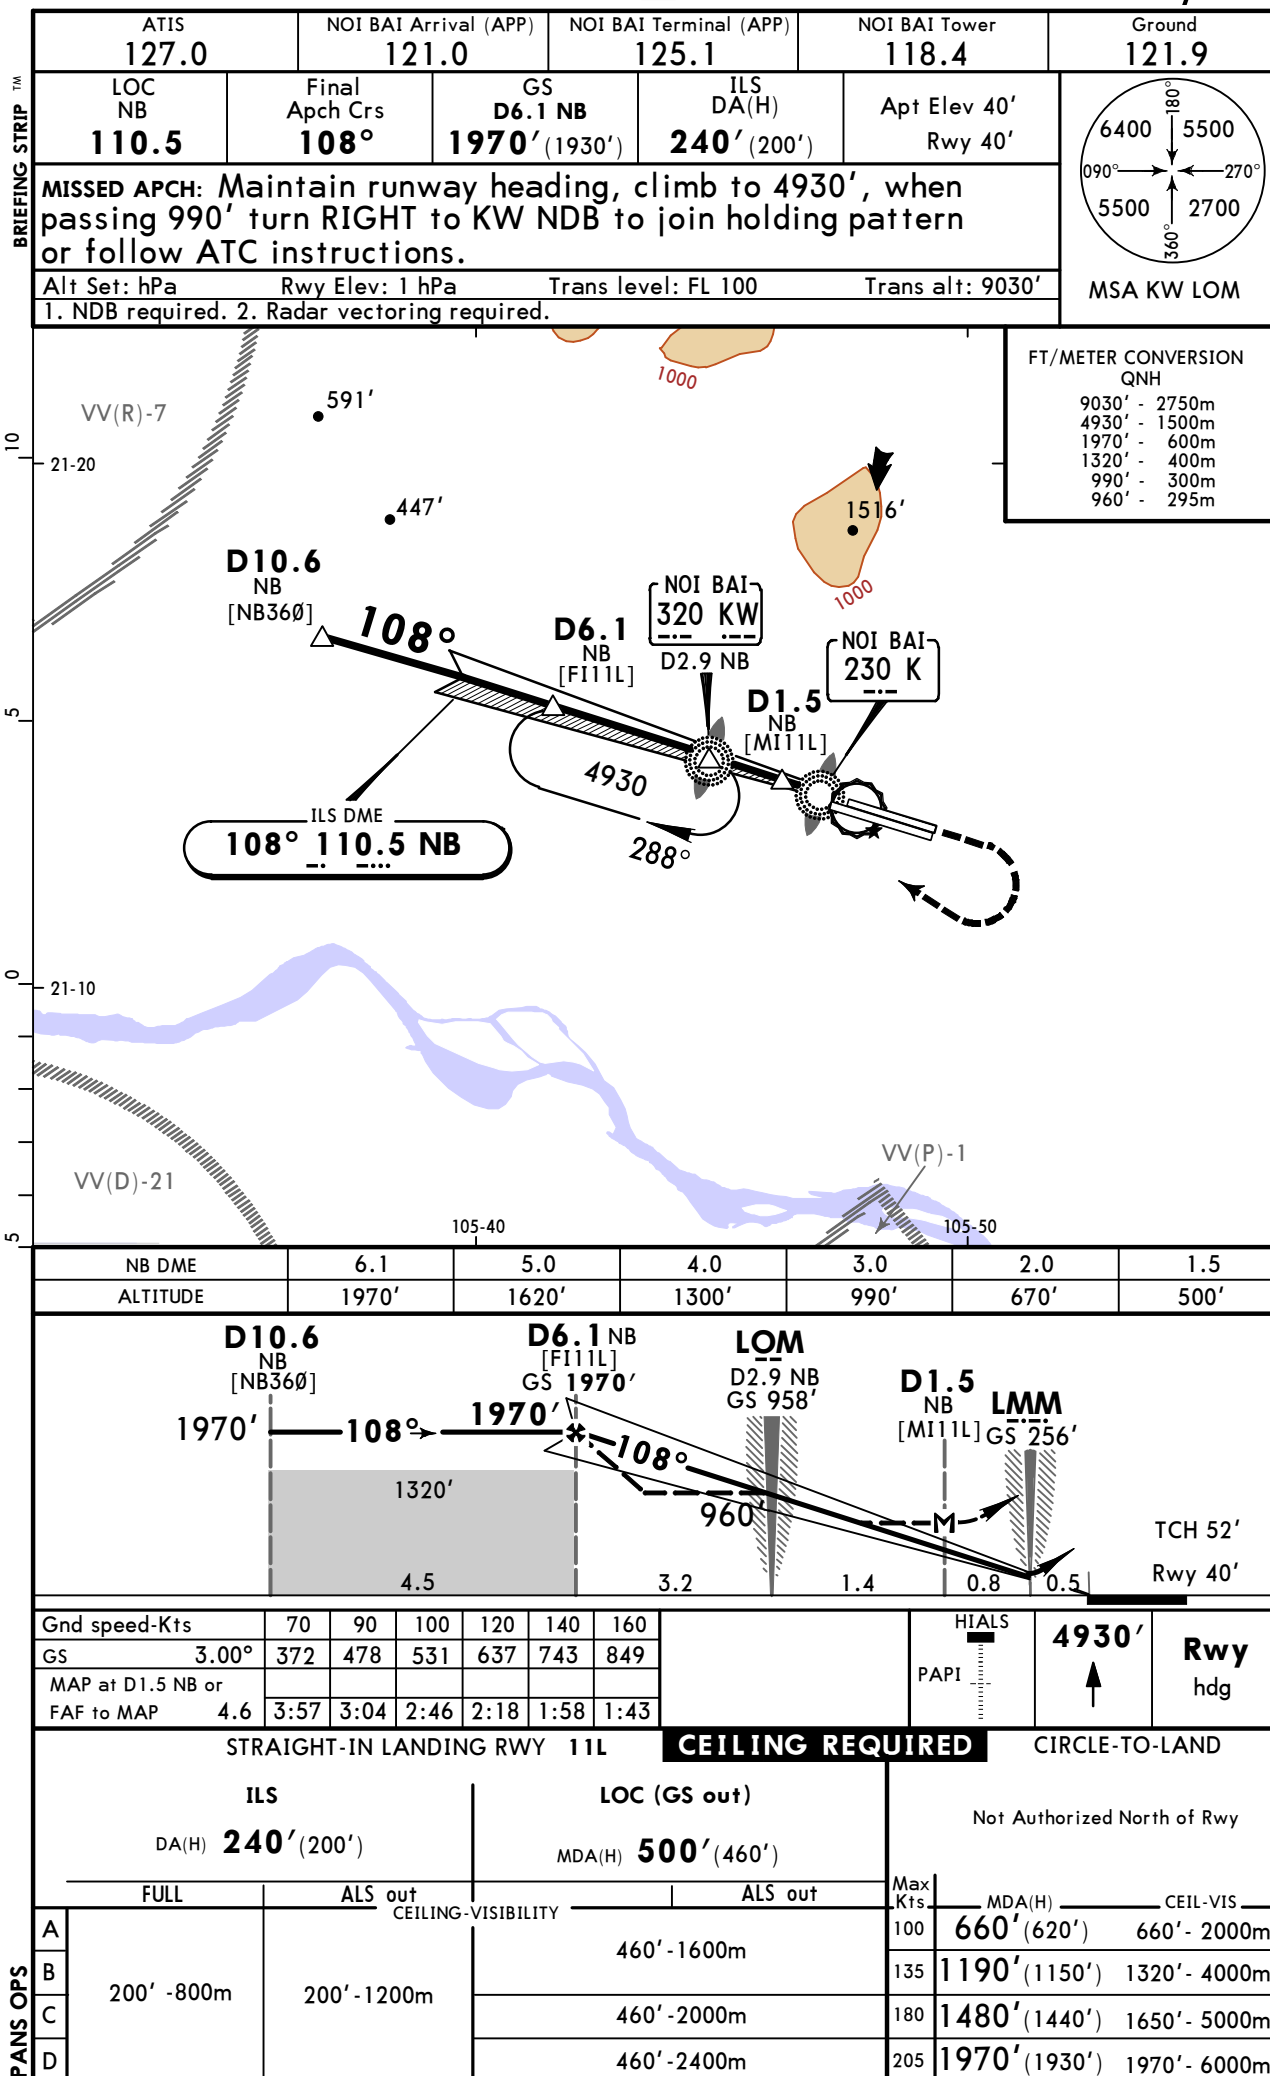 ATIS
127.0
NOI BAI Arrival (APP)
121.0
NOI BAI Terminal (APP)
125.1
NOI BAI Tower
118.4
Ground
121.9
BRIEFING STRIP TM
LOC
NB
110.5
Final
Apch Crs
108°
GS
D6.1 NB
1970' (1930')
ILS
DA(H)
240' (200')
Apt Elev 40'
Rwy 40'
MISSED APCH: Maintain runway heading, climb to 4930', when
passing 990' turn RIGHT to KW NDB to join holding pattern
or follow ATC instructions.
Alt Set: hPa Rwy Elev: 1 hPa Trans level: FL 100 Trans alt: 9030'
1. NDB required. 2. Radar vectoring required.
180°
6400 5500
090° 270°
5500 2700
360°
MSA KW LOM
FT/METER CONVERSION
QNH
9030' - 2750m
4930' - 1500m
1970' - 600m
1320' - 400m
990' - 300m
960' - 295m
1000
VV(R)-7
591'
10
21-20
447'
1516'
1000
D10.6
NB
[NB36Ø]
108°
D6.1
NB
[FI11L]
NOI BAI
320 KW
D2.9 NB
NOI BAI
230 K
D1.5
NB
[MI11L]
5
4930
288°
ILS DME
108° 110.5 NB
0
21-10
VV(D)-21
VV(P)-1
5
105-40
105-50
NB DME 6.1 5.0 4.0 3.0 2.0 1.5
ALTITUDE 1970' 1620' 1300' 990' 670' 500'
D10.6
NB
[NB36Ø]
D6.1 NB
[FI11L]
GS 1970'
LOM
D2.9 NB
GS 958'
D1.5
NB
[MI11L]
LMM
GS 256'
1970'
108°
1970'
108°
1320'
960'
M
TCH 52'
Rwy 40'
4.5 3.2 1.4 0.8 0.5
Gnd speed-Kts 70 90 100 120 140 160
GS 3.00° 372 478 531 637 743 849
MAP at D1.5 NB or
FAF to MAP 4.6 3:57 3:04 2:46 2:18 1:58 1:43
HIALS
PAPI
4930'
Rwy
hdg
STRAIGHT-IN LANDING RWY 11L
CEILING REQUIRED
CIRCLE-TO-LAND
ILS
DA(H) 240' (200')
LOC (GS out)
MDA(H) 500' (460')
Not Authorized North of Rwy
FULL
ALS out
ALS out
CEILING-VISIBILITY
Max
Kts
MDA(H)
CEIL-VIS
PANS OPS
A
B
C
D
200' -800m
200' -1200m
460' -1600m
460' -2000m
460' -2400m
100 660' (620') 660' - 2000m
135 1190' (1150') 1320' - 4000m
180 1480' (1440') 1650' - 5000m
205 1970' (1930') 1970' - 6000m